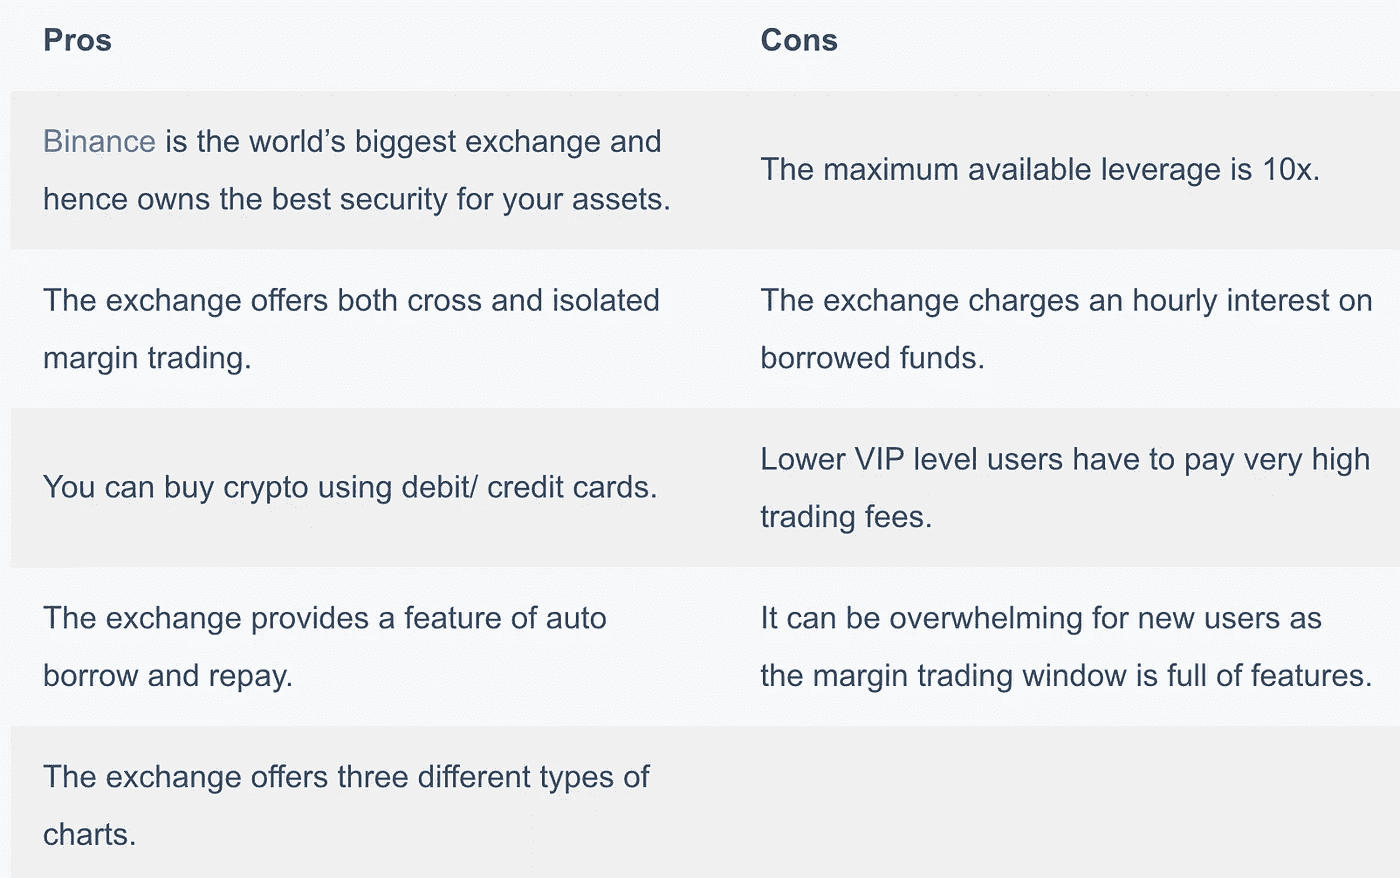 Pros
Cons
Binance is the world’s biggest exchange and
hence owns the best security for your assets.
The maximum available leverage is 10x.
The exchange offers both cross and isolated
margin trading.
The exchange charges an hourly interest on
borrowed funds.
You can buy crypto using debit/ credit cards.
Lower VIP level users have to pay very high
trading fees.
The exchange provides a feature of auto
borrow and repay.
It can be overwhelming for new users as
the margin trading window is full of features.
The exchange offers three different types of
charts.